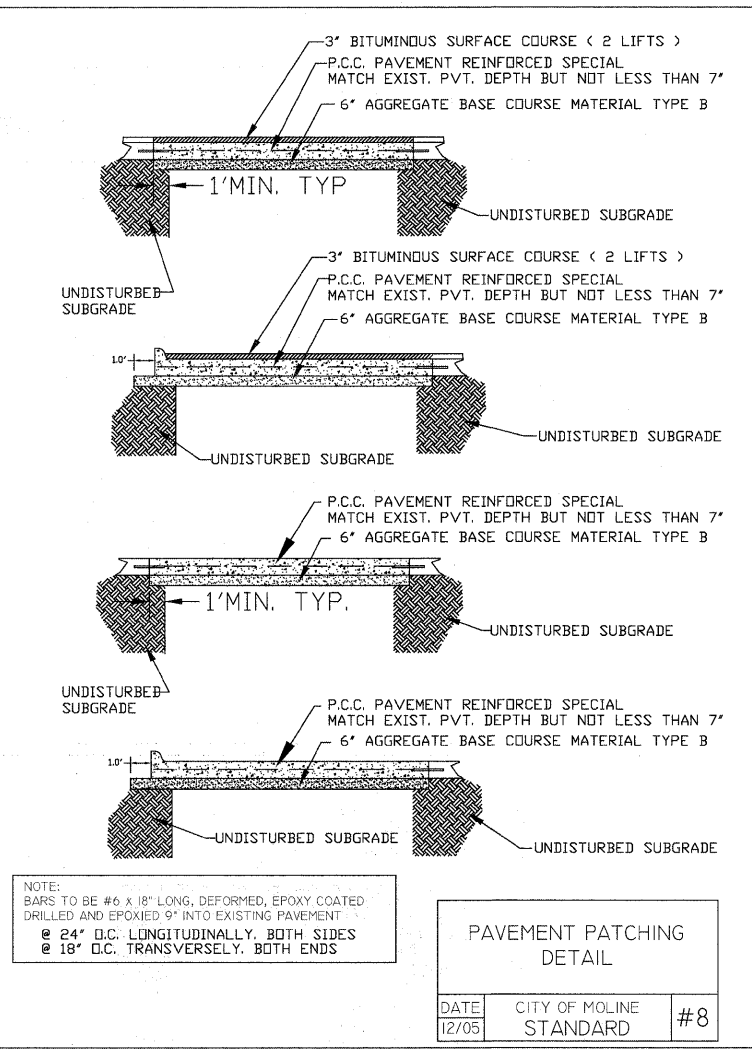 3" BITUMINOUS SURFACE COURSE ( 2 LIFTS )
P.C.C. PAVEMENT REINFORCED SPECIAL
MATCH EXIST. PVT. DEPTH BUT NOT LESS THAN 7"
6" AGGREGATE BASE COURSE MATERIAL TYPE B
1'MIN. TYP
UNDISTURBED SUBGRADE
UNDISTURBED
SUBGRADE
3" BITUMINOUS SURFACE COURSE ( 2 LIFTS )
P.C.C. PAVEMENT REINFORCED SPECIAL
MATCH EXIST. PVT. DEPTH BUT NOT LESS THAN 7"
6" AGGREGATE BASE COURSE MATERIAL TYPE B
1.0'
UNDISTURBED SUBGRADE
UNDISTURBED SUBGRADE
P.C.C. PAVEMENT REINFORCED SPECIAL
MATCH EXIST. PVT. DEPTH BUT NOT LESS THAN 7"
6" AGGREGATE BASE COURSE MATERIAL TYPE B
1'MIN. TYP.
UNDISTURBED SUBGRADE
UNDISTURBED
SUBGRADE
P.C.C. PAVEMENT REINFORCED SPECIAL
MATCH EXIST. PVT. DEPTH BUT NOT LESS THAN 7"
6" AGGREGATE BASE COURSE MATERIAL TYPE B
1.0'
UNDISTURBED SUBGRADE
UNDISTURBED SUBGRADE
NOTE:
BARS TO BE #6 X 18" LONG, DEFORMED, EPOXY COATED
DRILLED AND EPOXIED 9" INTO EXISTING PAVEMENT
@ 24" O.C. LONGITUDINALLY. BOTH SIDES
@ 18" O.C. TRANSVERSELY. BOTH ENDS
PAVEMENT PATCHING
DETAIL
DATE
12/05
CITY OF MOLINE
STANDARD
#8